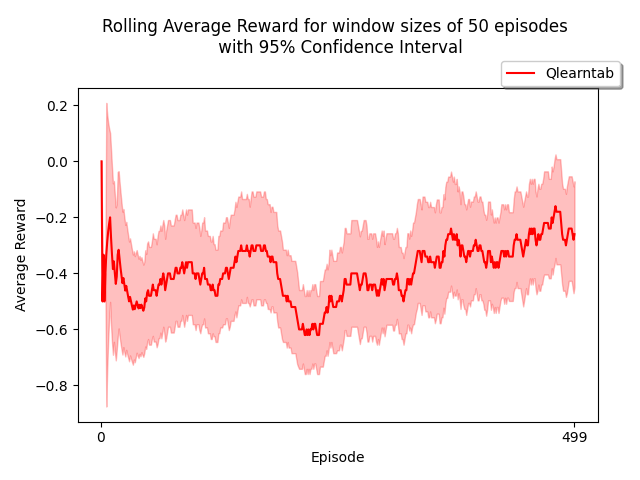 Rolling Average Reward for window sizes of 50 episodes
with 95% Confidence Interval
Qlearntab
0.2
0.0
−0.2
−0.4
−0.6
−0.8
Average Reward
0
499
Episode